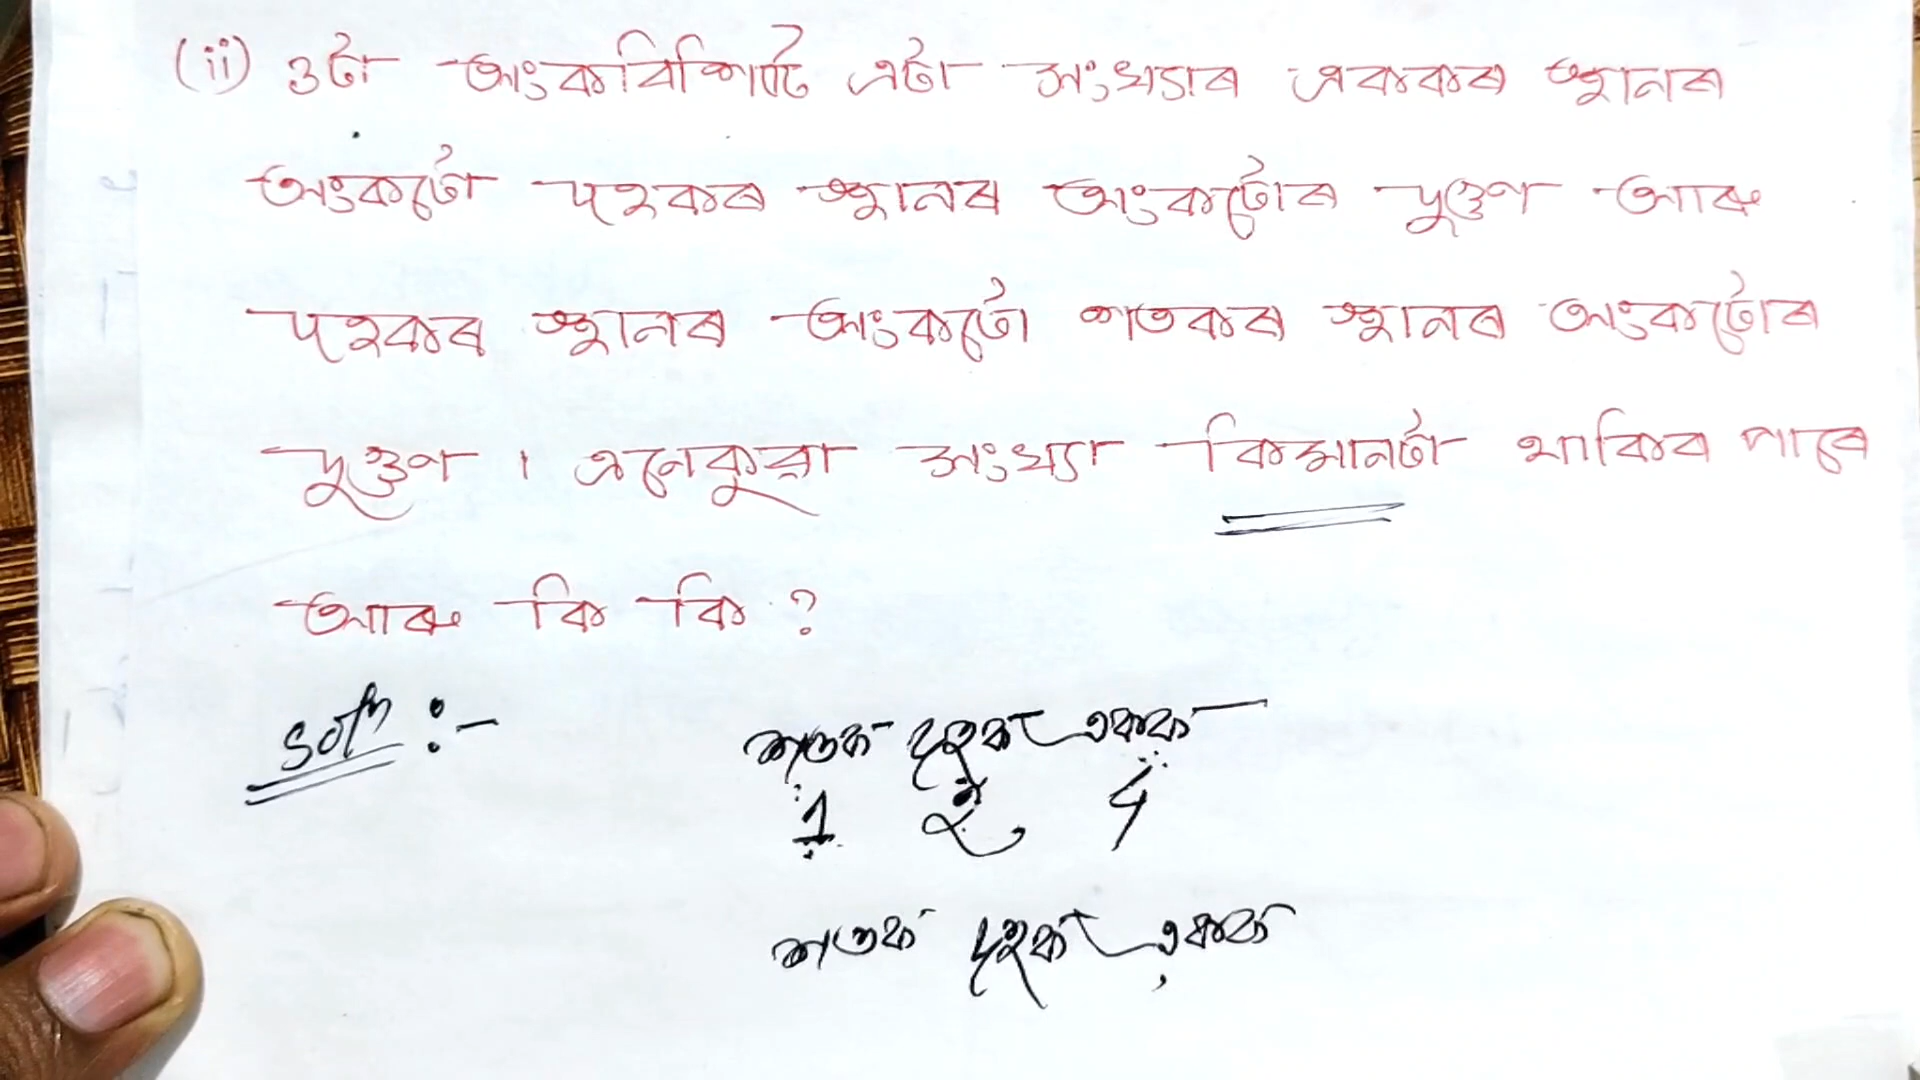 (ii) ৩টা অংকবিশিষ্ট এটা সংখ্যাৰ এককৰ স্থানৰ
অংকটো দহকৰ স্থানৰ অংকটোৰ দুগুণ আৰু
দহকৰ স্থানৰ অংকটো শতকৰ স্থানৰ অংকটোৰ
দুগুণ । এনেকুৱা সংখ্যা কিমানটা থাকিব পাৰে
আৰু কি কি ?
Soln :-
শতক দহক একক
1 2 4
শতক দহক একক